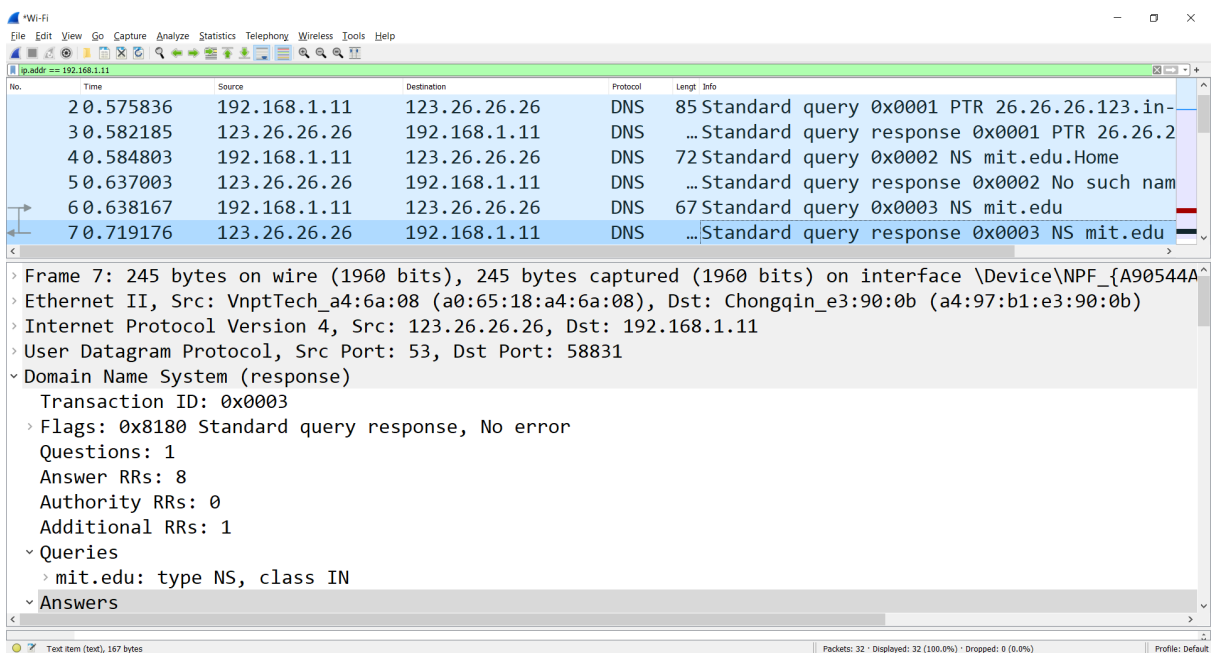 *Wi-Fi
File Edit View Go Capture Analyze Statistics Telephony Wireless Tools Help
ip.addr == 192.168.1.11
No. Time Source Destination Protocol Lengt Info
2 0.575836 192.168.1.11 123.26.26.26 DNS 85 Standard query 0x0001 PTR 26.26.26.123.in-
3 0.582185 123.26.26.26 192.168.1.11 DNS … Standard query response 0x0001 PTR 26.26.2
4 0.584803 192.168.1.11 123.26.26.26 DNS 72 Standard query 0x0002 NS mit.edu.Home
5 0.637003 123.26.26.26 192.168.1.11 DNS … Standard query response 0x0002 No such nam
6 0.638167 192.168.1.11 123.26.26.26 DNS 67 Standard query 0x0003 NS mit.edu
7 0.719176 123.26.26.26 192.168.1.11 DNS … Standard query response 0x0003 NS mit.edu
Frame 7: 245 bytes on wire (1960 bits), 245 bytes captured (1960 bits) on interface \Device\NPF_{A90544A
Ethernet II, Src: VnptTech_a4:6a:08 (a0:65:18:a4:6a:08), Dst: Chongqin_e3:90:0b (a4:97:b1:e3:90:0b)
Internet Protocol Version 4, Src: 123.26.26.26, Dst: 192.168.1.11
User Datagram Protocol, Src Port: 53, Dst Port: 58831
Domain Name System (response)
Transaction ID: 0x0003
Flags: 0x8180 Standard query response, No error
Questions: 1
Answer RRs: 8
Authority RRs: 0
Additional RRs: 1
Queries
mit.edu: type NS, class IN
Answers
Text item (text), 167 bytes
Packets: 32 · Displayed: 32 (100.0%) · Dropped: 0 (0.0%)
Profile: Default